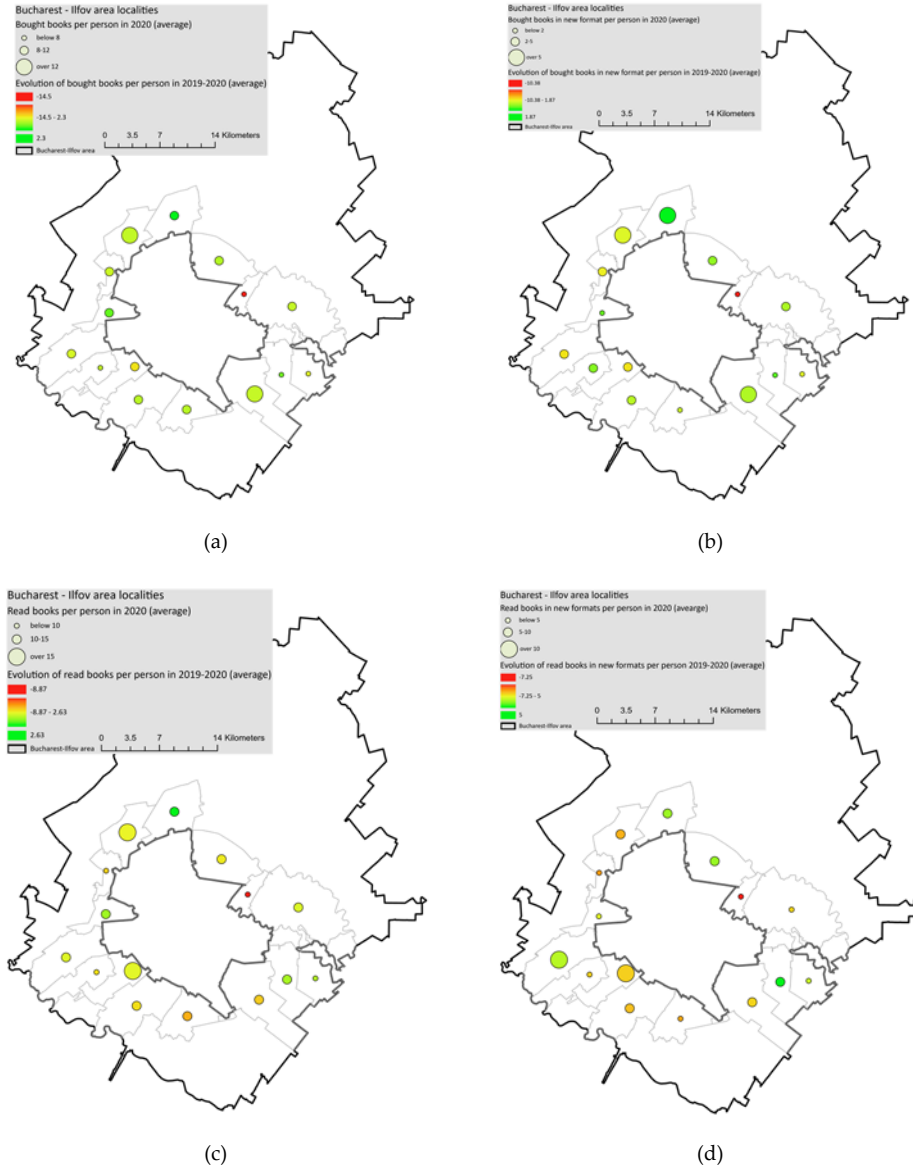 Bucharest - Ilfov area localities
Bought books per person in 2020 (average)
below 8
8-12
over 12
Evolution of bought books per person in 2019-2020 (average)
-14.5
-14.5 - 2.3
2.3
Bucharest-Ilfov area
0 3.5 7 14 Kilometers
(a)
Bucharest - Ilfov area localities
Bought books in new format per person in 2020 (average)
below 2
2-5
over 5
Evolution of bought books in new format per person in 2019-2020 (average)
-10.38
-10.38 - 1.87
1.87
Bucharest-Ilfov area
0 3.5 7 14 Kilometers
(b)
Bucharest - Ilfov area localities
Read books per person in 2020 (average)
below 10
10-15
over 15
Evolution of read books per person in 2019-2020 (average)
-8.87
-8.87 - 2.63
2.63
Bucharest-Ilfov area
0 3.5 7 14 Kilometers
(c)
Bucharest - Ilfov area localities
Read books in new formats per person in 2020 (avearge)
below 5
5-10
over 10
Evolution of read books in new formats per person 2019-2020 (average)
-7.25
-7.25 - 5
5
Bucharest-Ilfov area
0 3.5 7 14 Kilometers
(d)